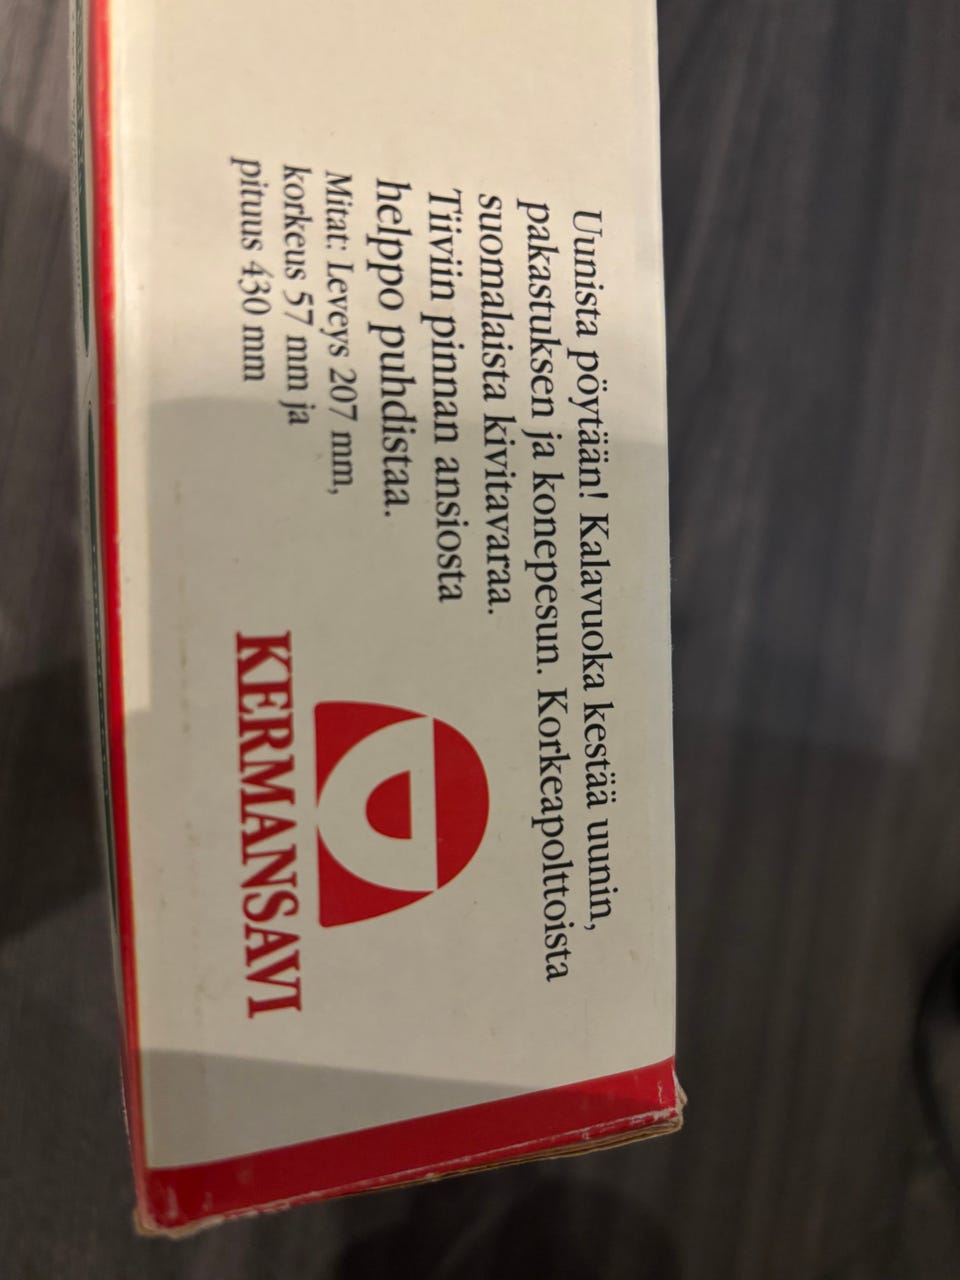 Uunista pöytään! Kalavuoka kestää uunin,
pakastuksen ja konepesun. Korkeapolttoista
suomalaista kivitavaraa.
Tiiviin pinnan ansiosta
helppo puhdistaa.
Mitat: Leveys 207 mm,
korkeus 57 mm ja
pituus 430 mm
KERMANSAVI